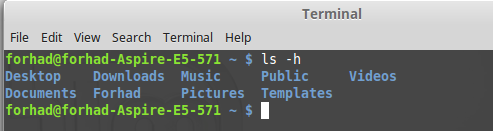 Terminal
File Edit View Search Terminal Help
forhad@forhad-Aspire-E5-571 ~ $ ls -h
Desktop Downloads Music Public Videos
Documents Forhad Pictures Templates
forhad@forhad-Aspire-E5-571 ~ $